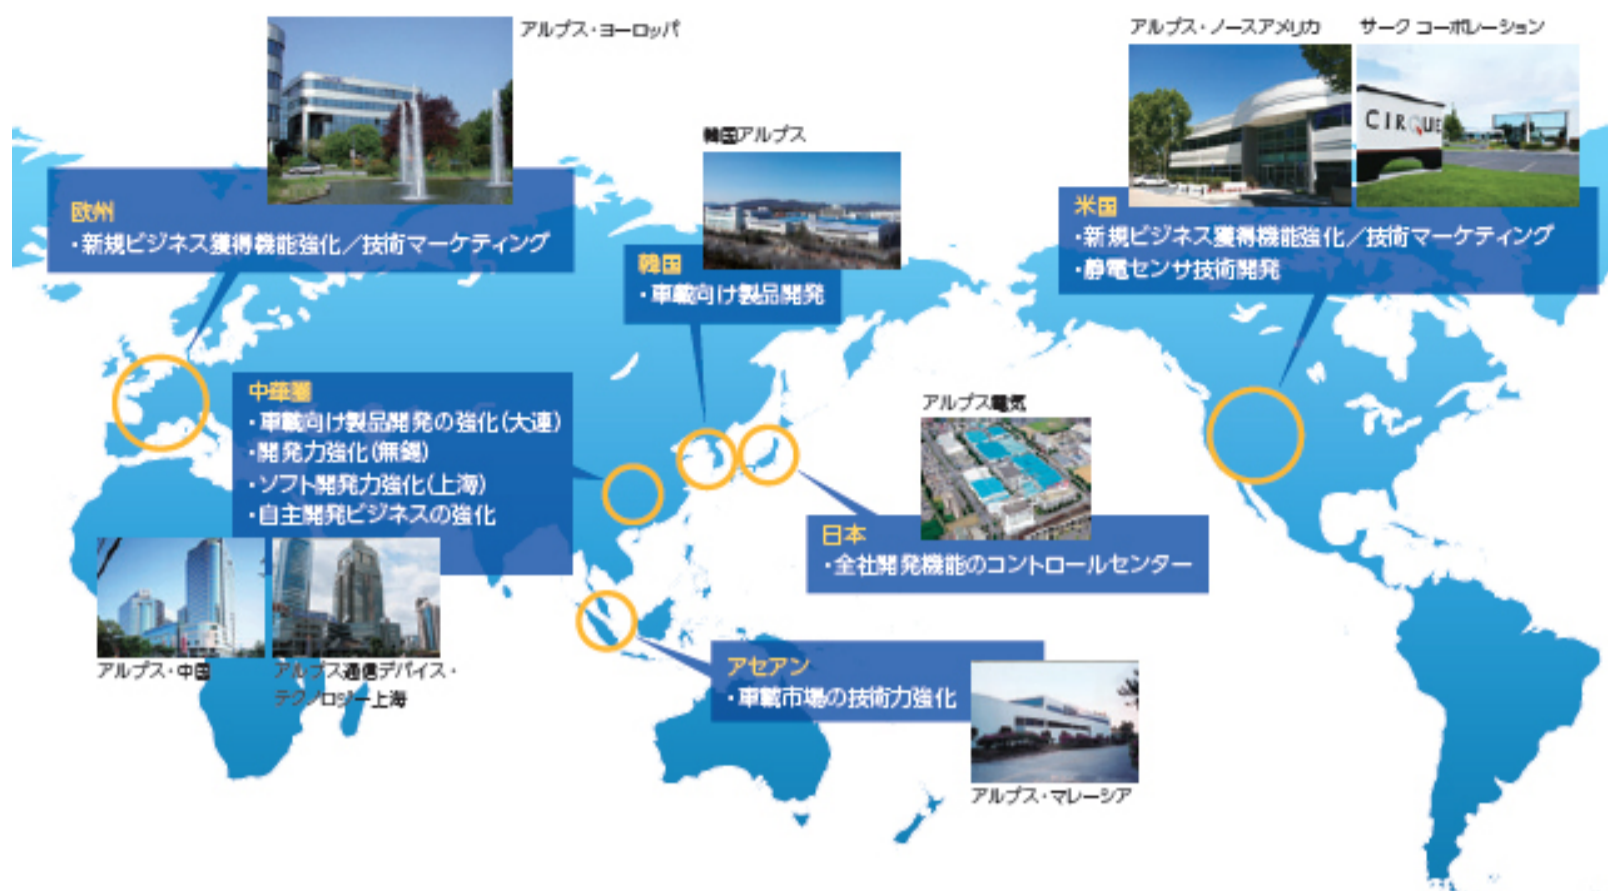 アルプス・ヨーロッパ
欧州
・新規ビジネス獲得機能強化／技術マーケティング
韓国アルプス
韓国
・車載向け製品開発
アルプス・ノースアメリカ
サーク コーポレーション
CIRQUE
米国
・新規ビジネス獲得機能強化／技術マーケティング
・静電センサ技術開発
中華圏
・車載向け製品開発の強化(大連)
・開発力強化(無錫)
・ソフト開発力強化(上海)
・自主開発ビジネスの強化
アルプス・中国
アルプス通信デバイス・
テクノロジー上海
アルプス電気
日本
・全社開発機能のコントロールセンター
アセアン
・車載市場の技術力強化
アルプス・マレーシア